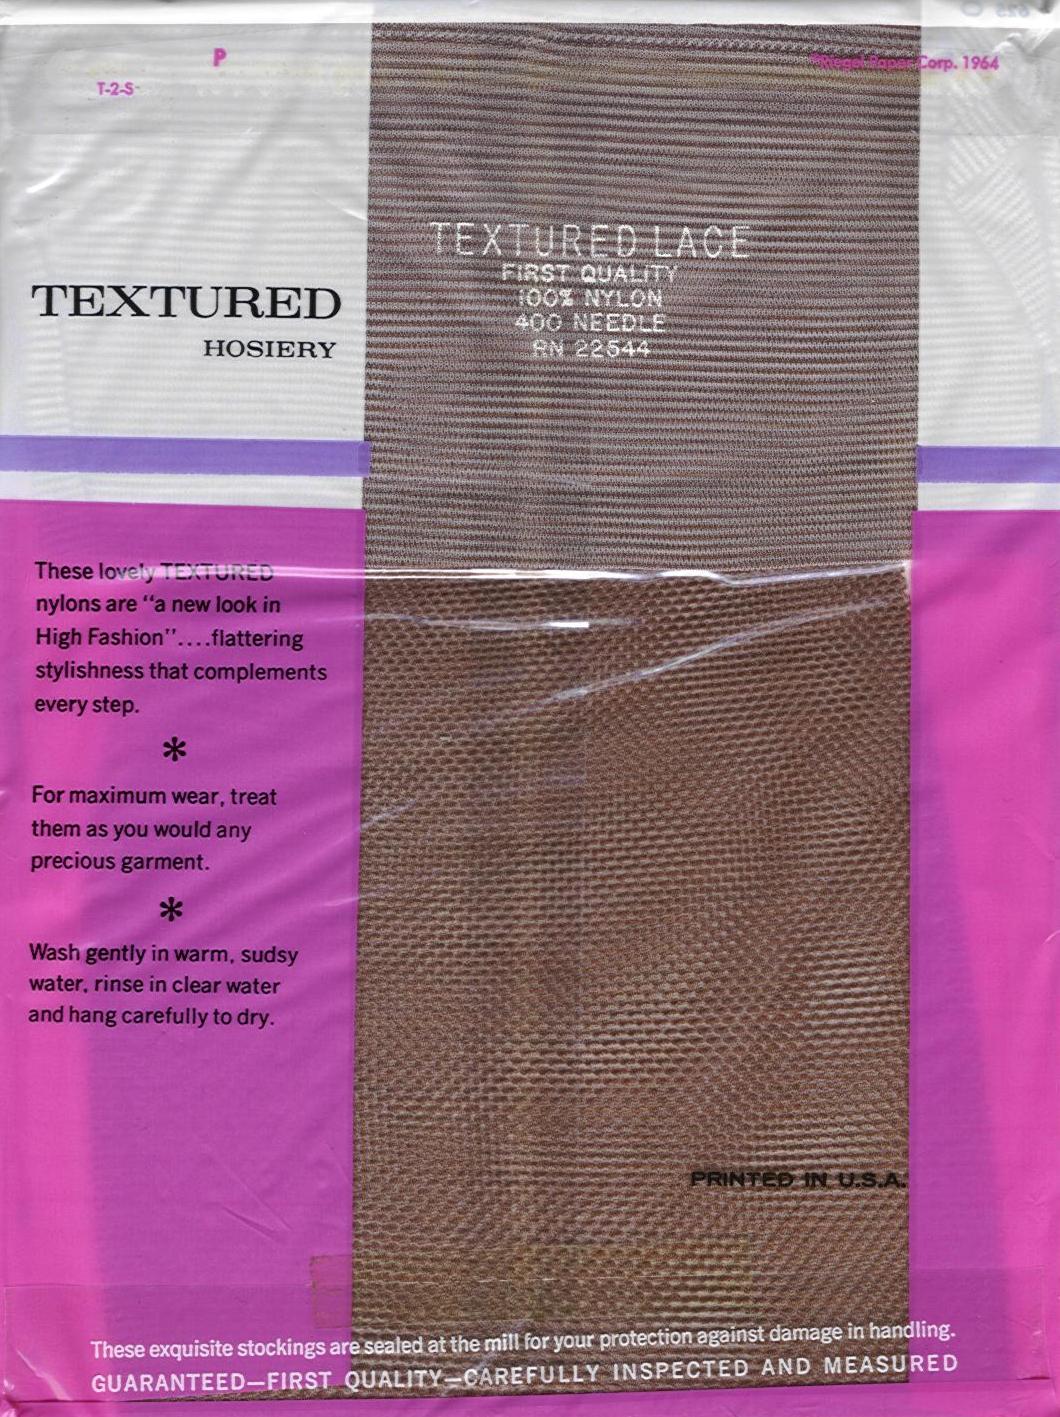 625 O
P
©Riegel Paper Corp. 1964
T-2-S
TEXTURED LACE
FIRST QUALITY
100% NYLON
400 NEEDLE
RN 22544
TEXTURED
HOSIERY
These lovely TEXTURED
nylons are “a new look in
High Fashion”....flattering
stylishness that complements
every step.
*
For maximum wear, treat
them as you would any
precious garment.
*
Wash gently in warm, sudsy
water, rinse in clear water
and hang carefully to dry.
PRINTED IN U.S.A.
These exquisite stockings are sealed at the mill for your protection against damage in handling.
GUARANTEED—FIRST QUALITY—CAREFULLY INSPECTED AND MEASURED